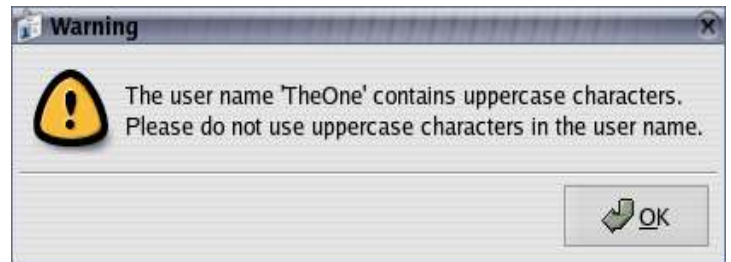 Warning
The user name 'TheOne' contains uppercase characters.
Please do not use uppercase characters in the user name.
OK